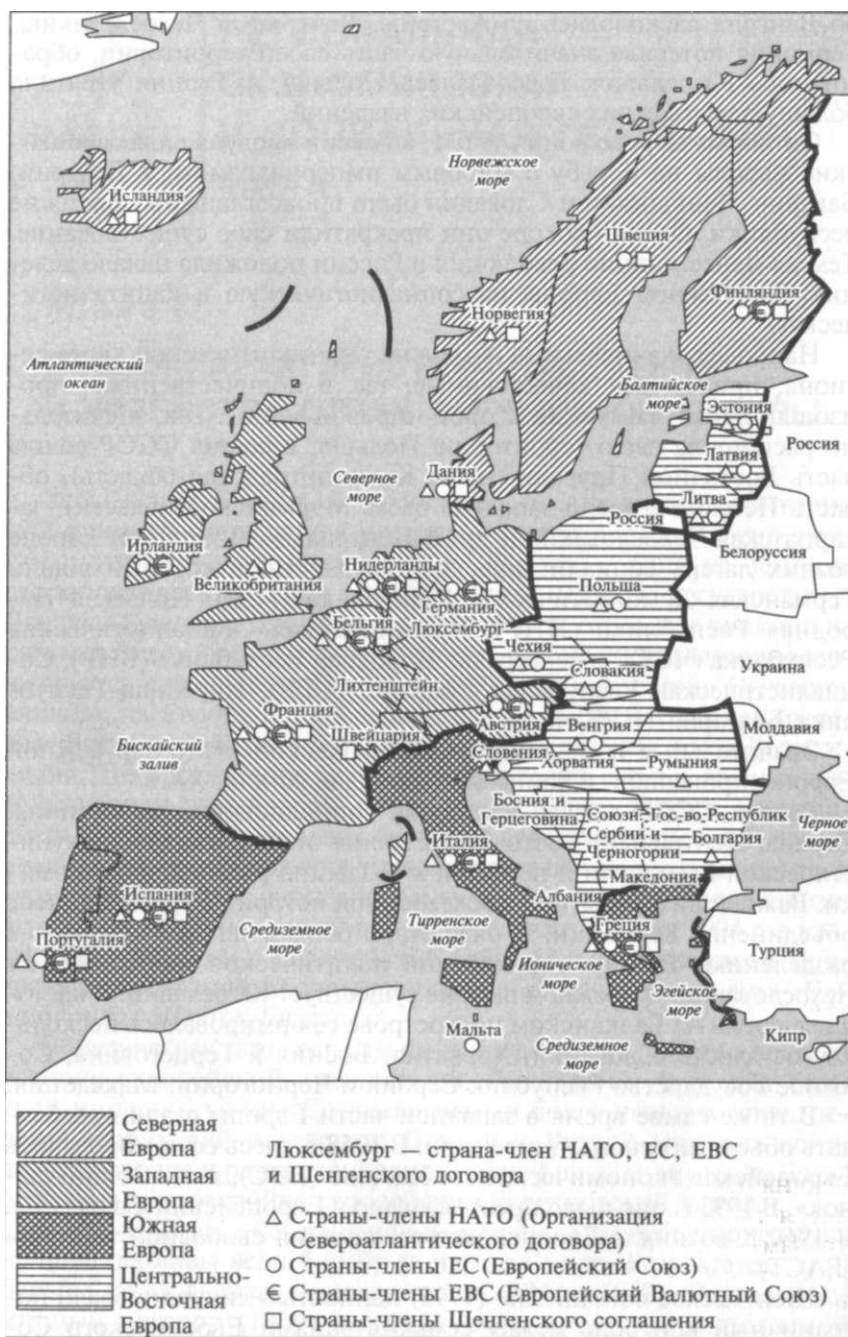 Исландия
Норвежское
море
Швеция
Финляндия
Норвегия
Атлантический
океан
Балтийское
море
Эстония
Россия
Латвия
Дания
Северное
море
Литва
Россия
Белоруссия
Ирландия
Великобритания
Нидерланды
Германия
Польша
Бельгия
Люксембург
Чехия
Словакия
Украина
Лихтенштейн
Франция
Швейцария
Австрия
Венгрия
Молдавия
Бискайский
залив
Словения
Хорватия
Румыния
Босния и
Герцеговина
Союзн. Гос-во Республик
Сербии и
Черногории
Черное
море
Болгария
Италия
Македония
Албания
Испания
Португалия
Средиземное
море
Тирренское
море
Греция
Турция
Ионическое
море
Эгейское
море
Мальта
Средиземное
море
Кипр
Северная
Европа
Западная
Европа
Южная
Европа
Центрально-
Восточная
Европа
Люксембург — страна-член НАТО, ЕС, ЕВС
и Шенгенского договора
△ Страны-члены НАТО (Организация
Североатлантического договора)
○ Страны-члены ЕС (Европейский Союз)
€ Страны-члены ЕВС (Европейский Валютный Союз)
□ Страны-члены Шенгенского соглашения